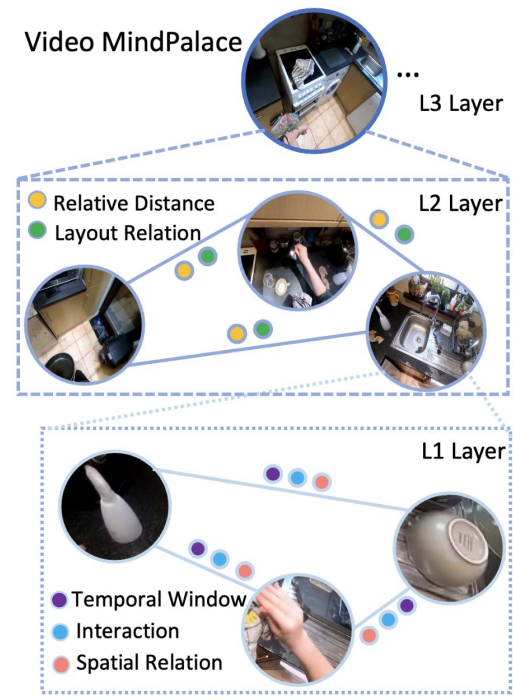 Video MindPalace
...
L3 Layer
Relative Distance
Layout Relation
L2 Layer
L1 Layer
Temporal Window
Interaction
Spatial Relation